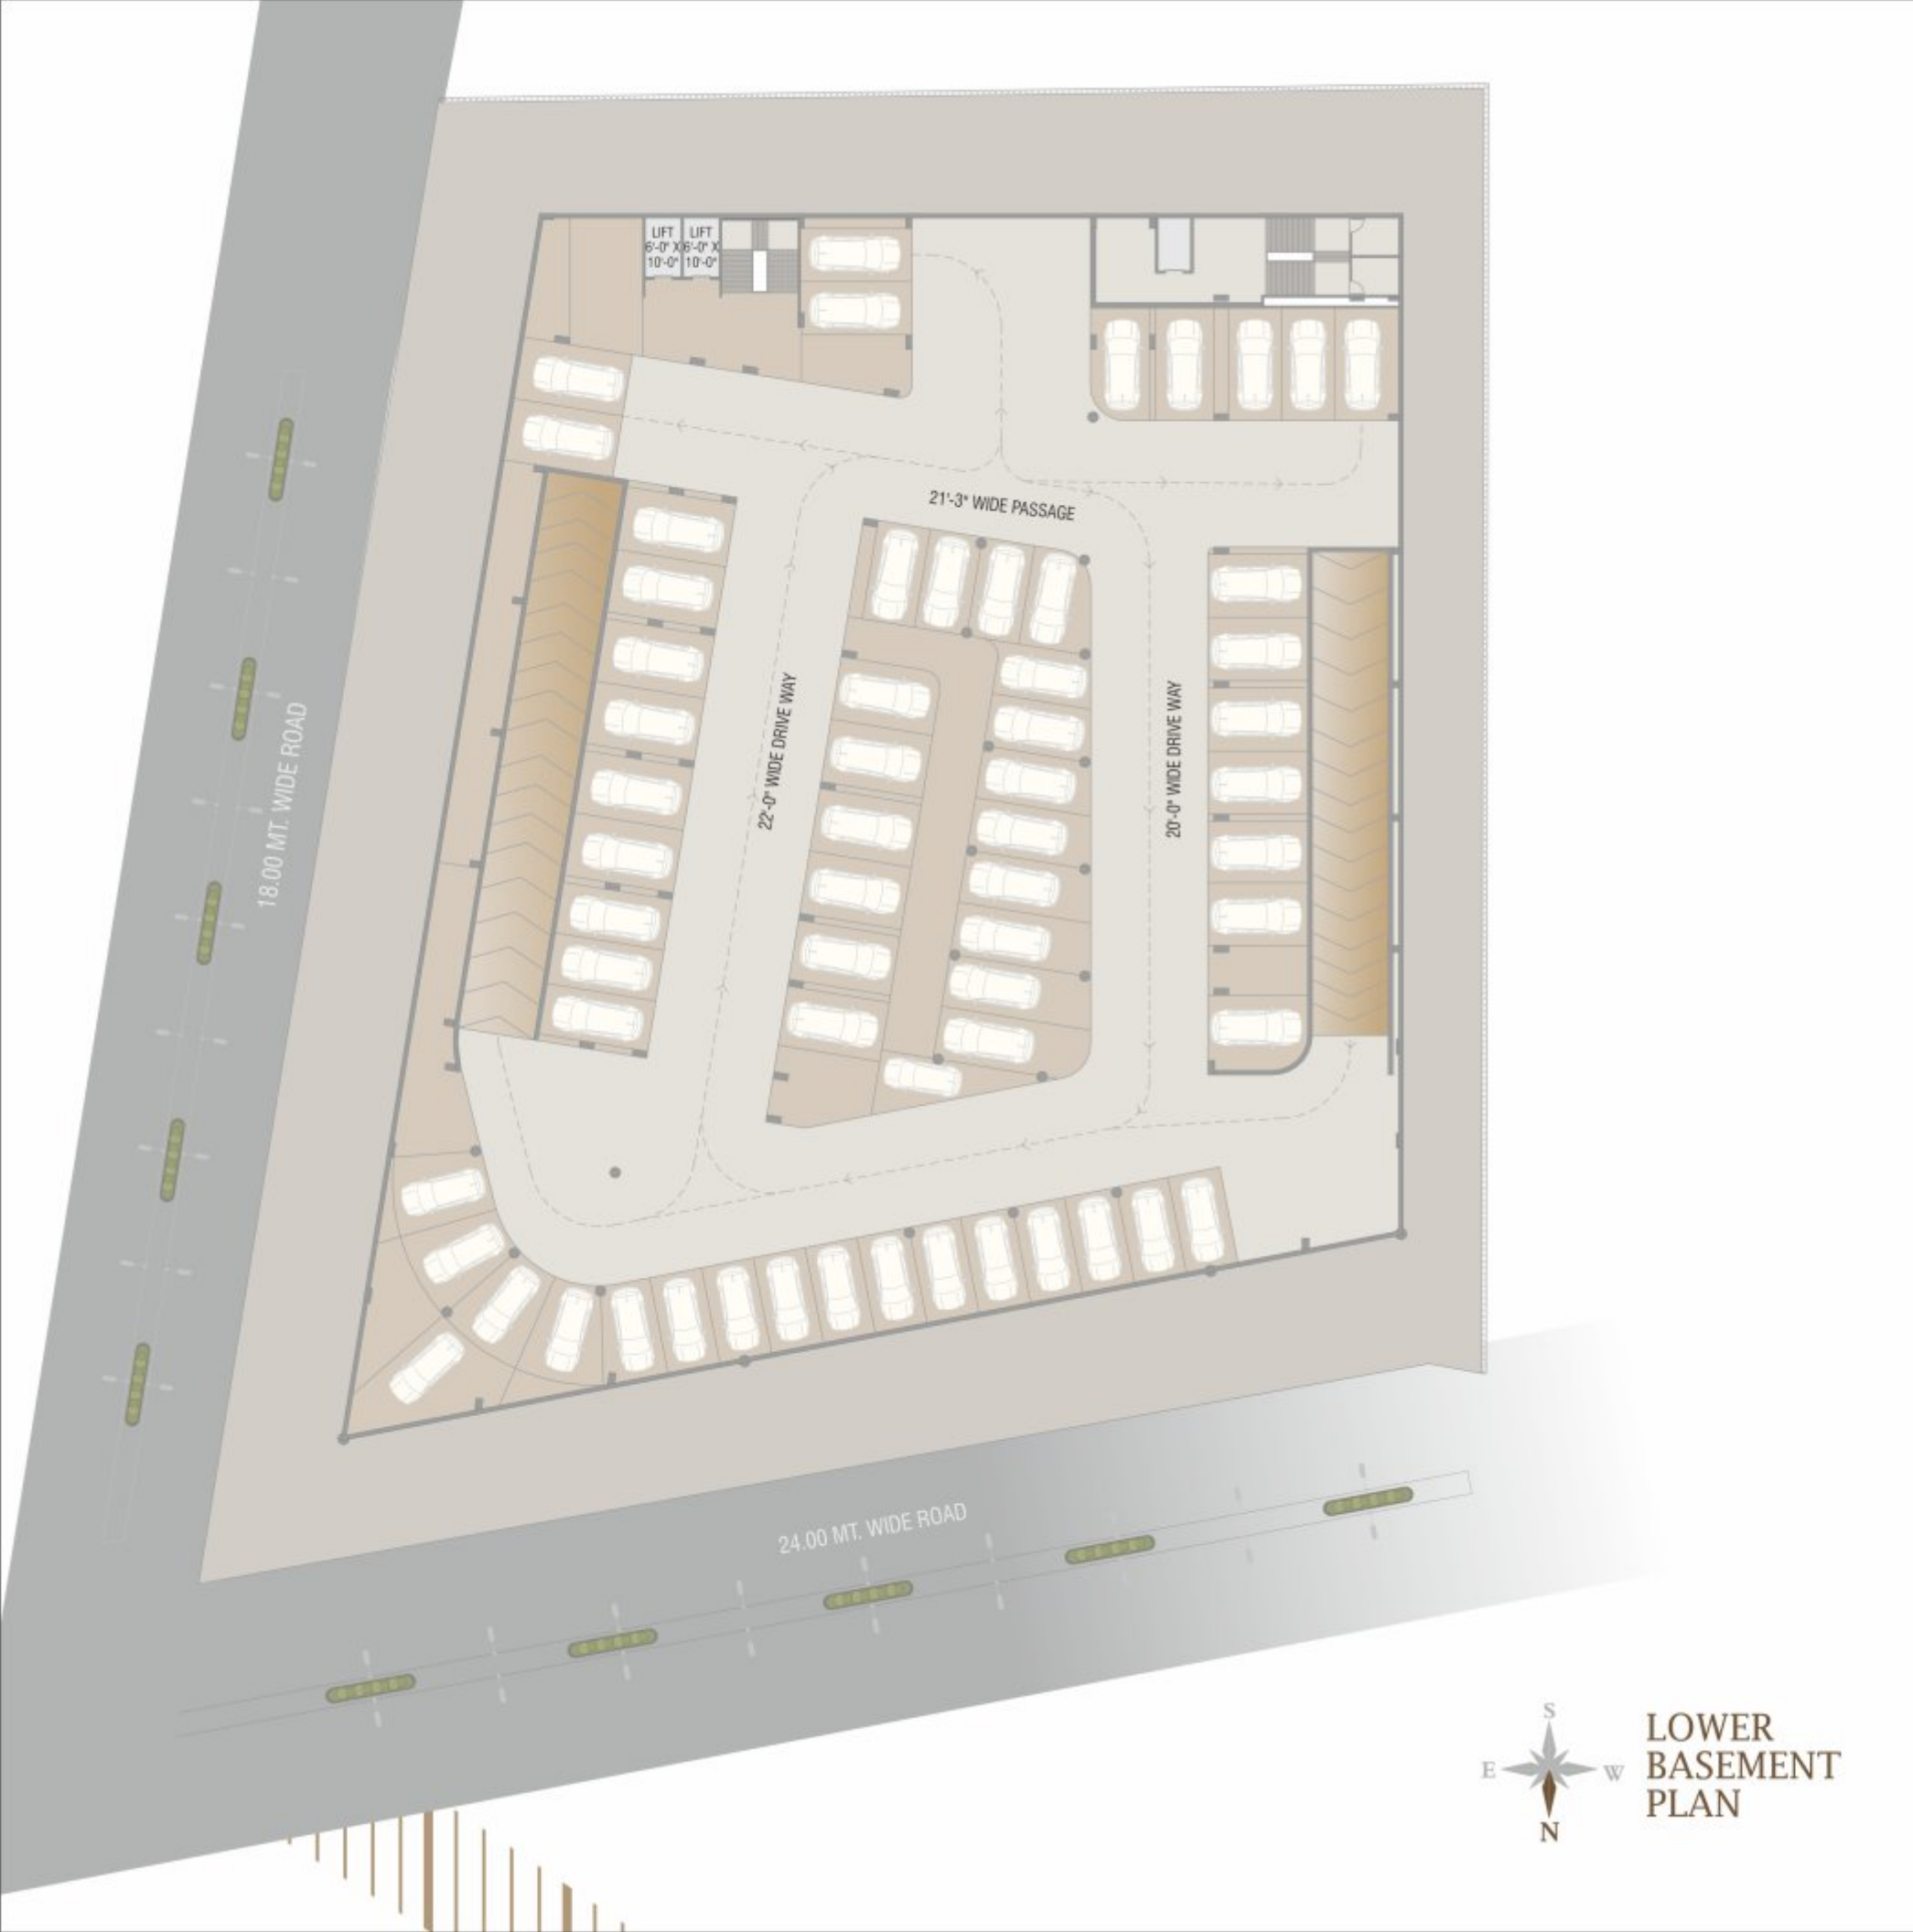 LIFT
6'-0" X
10'-0"
LIFT
6'-0" X
10'-0"
21'-3" WIDE PASSAGE
22'-0" WIDE DRIVE WAY
20'-0" WIDE DRIVE WAY
18.00 MT. WIDE ROAD
24.00 MT. WIDE ROAD
S
E
W
N
LOWER
BASEMENT
PLAN